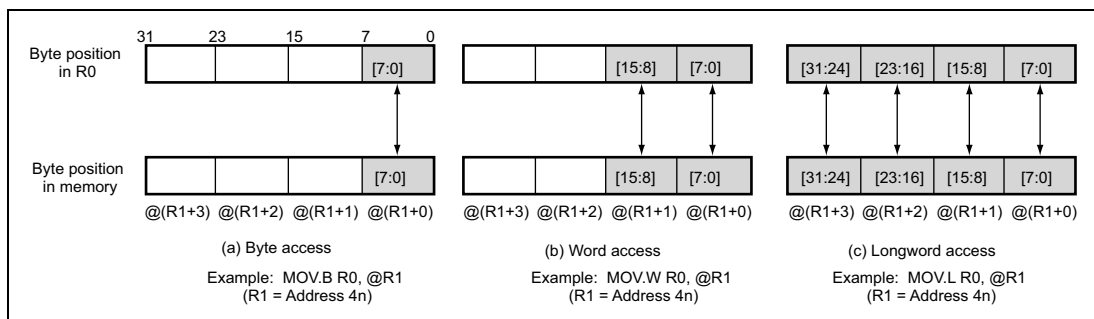 31 23 15 7 0
Byte position
in R0
[7:0] [15:8] [7:0] [31:24] [23:16] [15:8] [7:0]
Byte position
in memory
[7:0] [15:8] [7:0] [31:24] [23:16] [15:8] [7:0]
@(R1+3) @(R1+2) @(R1+1) @(R1+0) @(R1+3) @(R1+2) @(R1+1) @(R1+0) @(R1+3) @(R1+2) @(R1+1) @(R1+0)
(a) Byte access (b) Word access (c) Longword access
Example: MOV.B R0, @R1 Example: MOV.W R0, @R1 Example: MOV.L R0, @R1
(R1 = Address 4n) (R1 = Address 4n) (R1 = Address 4n)